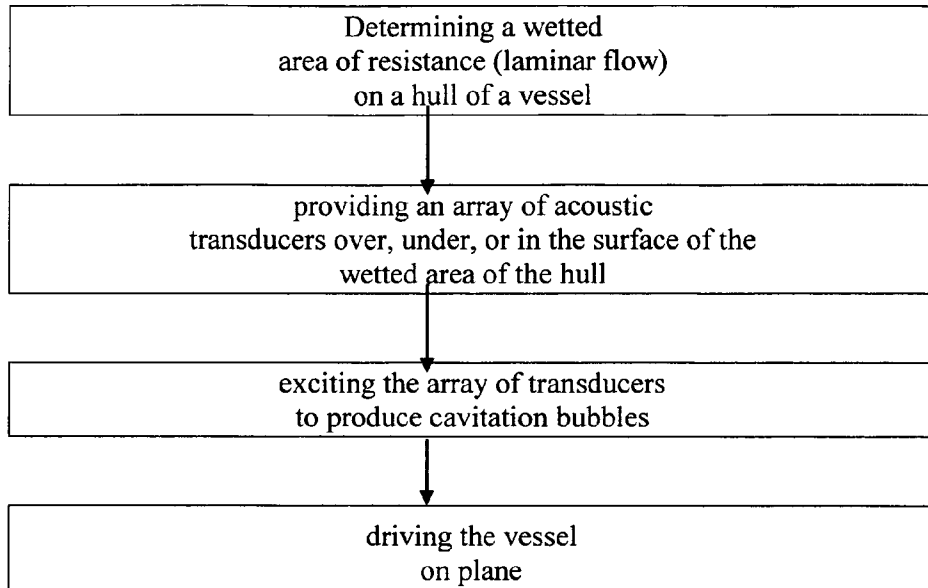 Determining a wetted
area of resistance (laminar flow)
on a hull of a vessel
providing an array of acoustic
transducers over, under, or in the surface of the
wetted area of the hull
exciting the array of transducers
to produce cavitation bubbles
driving the vessel
on plane